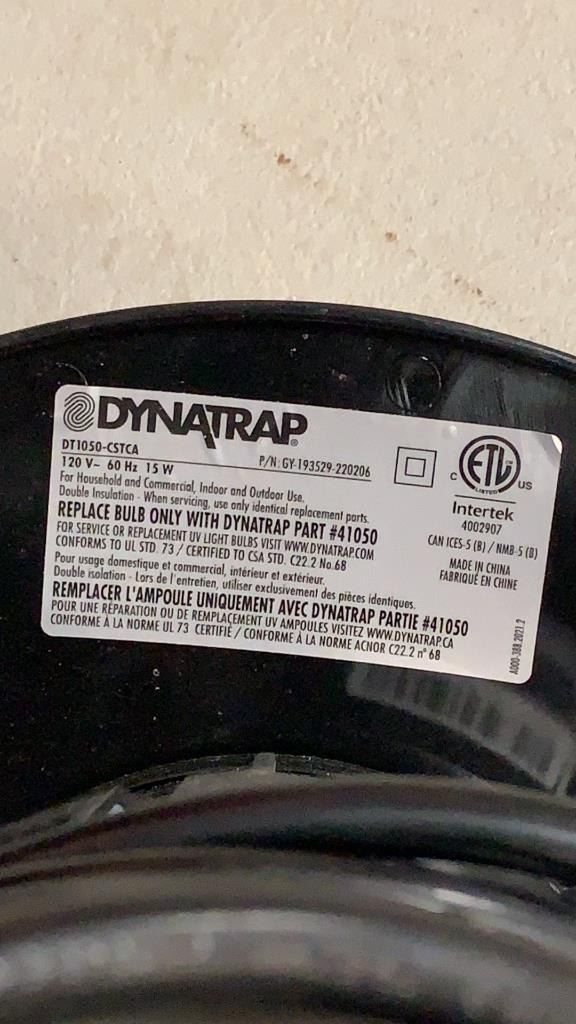 DYNATRAP®
DT1050-CSTCA
120 V~ 60 Hz 15 W
P/N: GY-193529-220206
For Household and Commercial, Indoor and Outdoor Use.
Double Insulation - When servicing, use only identical replacement parts.
REPLACE BULB ONLY WITH DYNATRAP PART #41050
FOR SERVICE OR REPLACEMENT UV LIGHT BULBS VISIT WWW.DYNATRAP.COM
CONFORMS TO UL STD. 73 / CERTIFIED TO CSA STD. C22.2 No.68
Pour usage domestique et commercial, intérieur et extérieur.
Double isolation - Lors de l'entretien, utiliser exclusivement des pièces identiques.
REMPLACER L'AMPOULE UNIQUEMENT AVEC DYNATRAP PARTIE #41050
POUR UNE RÉPARATION OU DE REMPLACEMENT UV AMPOULES VISITEZ WWW.DYNATRAP.CA
CONFORME À LA NORME UL 73 CERTIFIÉ / CONFORME À LA NORME ACNOR C22.2 n° 68
ETL
LISTED
C US
Intertek
4002907
CAN ICES-5 (B) / NMB-5 (B)
MADE IN CHINA
FABRIQUÉ EN CHINE
A000-388.2021.2